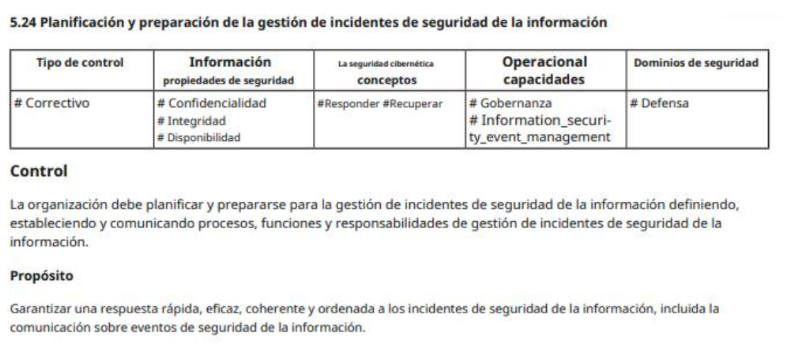 5.24 Planificación y preparación de la gestión de incidentes de seguridad de la información
Tipo de control
Información
propiedades de seguridad
La seguridad cibernética
conceptos
Operacional
capacidades
Dominios de seguridad
# Correctivo
# Confidencialidad
# Integridad
# Disponibilidad
#Responder #Recuperar
# Gobernanza
# Information_securi-
ty_event_management
# Defensa
Control
La organización debe planificar y prepararse para la gestión de incidentes de seguridad de la información definiendo,
estableciendo y comunicando procesos, funciones y responsabilidades de gestión de incidentes de seguridad de la
información.
Propósito
Garantizar una respuesta rápida, eficaz, coherente y ordenada a los incidentes de seguridad de la información, incluida la
comunicación sobre eventos de seguridad de la información.